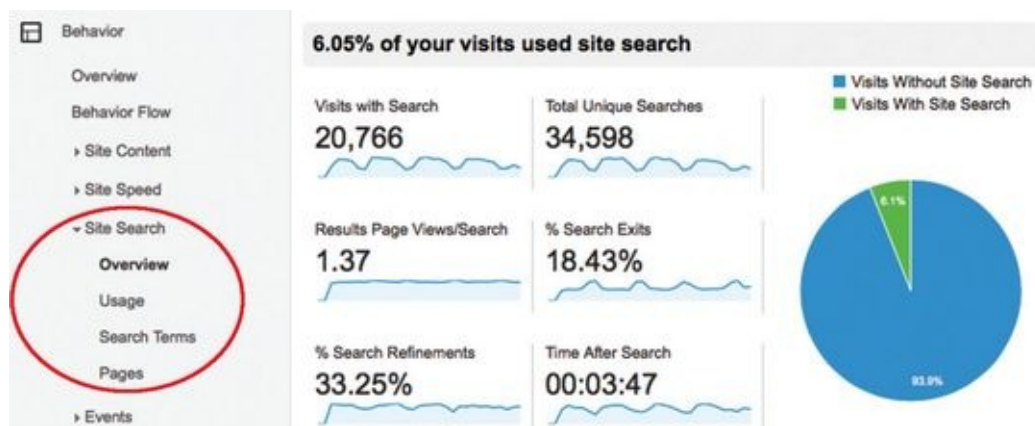 Behavior
Overview
Behavior Flow
Site Content
Site Speed
Site Search
Overview
Usage
Search Terms
Pages
Events
6.05% of your visits used site search
Visits with Search
20,766
Total Unique Searches
34,598
Results Page Views/Search
1.37
% Search Exits
18.43%
% Search Refinements
33.25%
Time After Search
00:03:47
Visits Without Site Search
Visits With Site Search
6.1%
93.9%